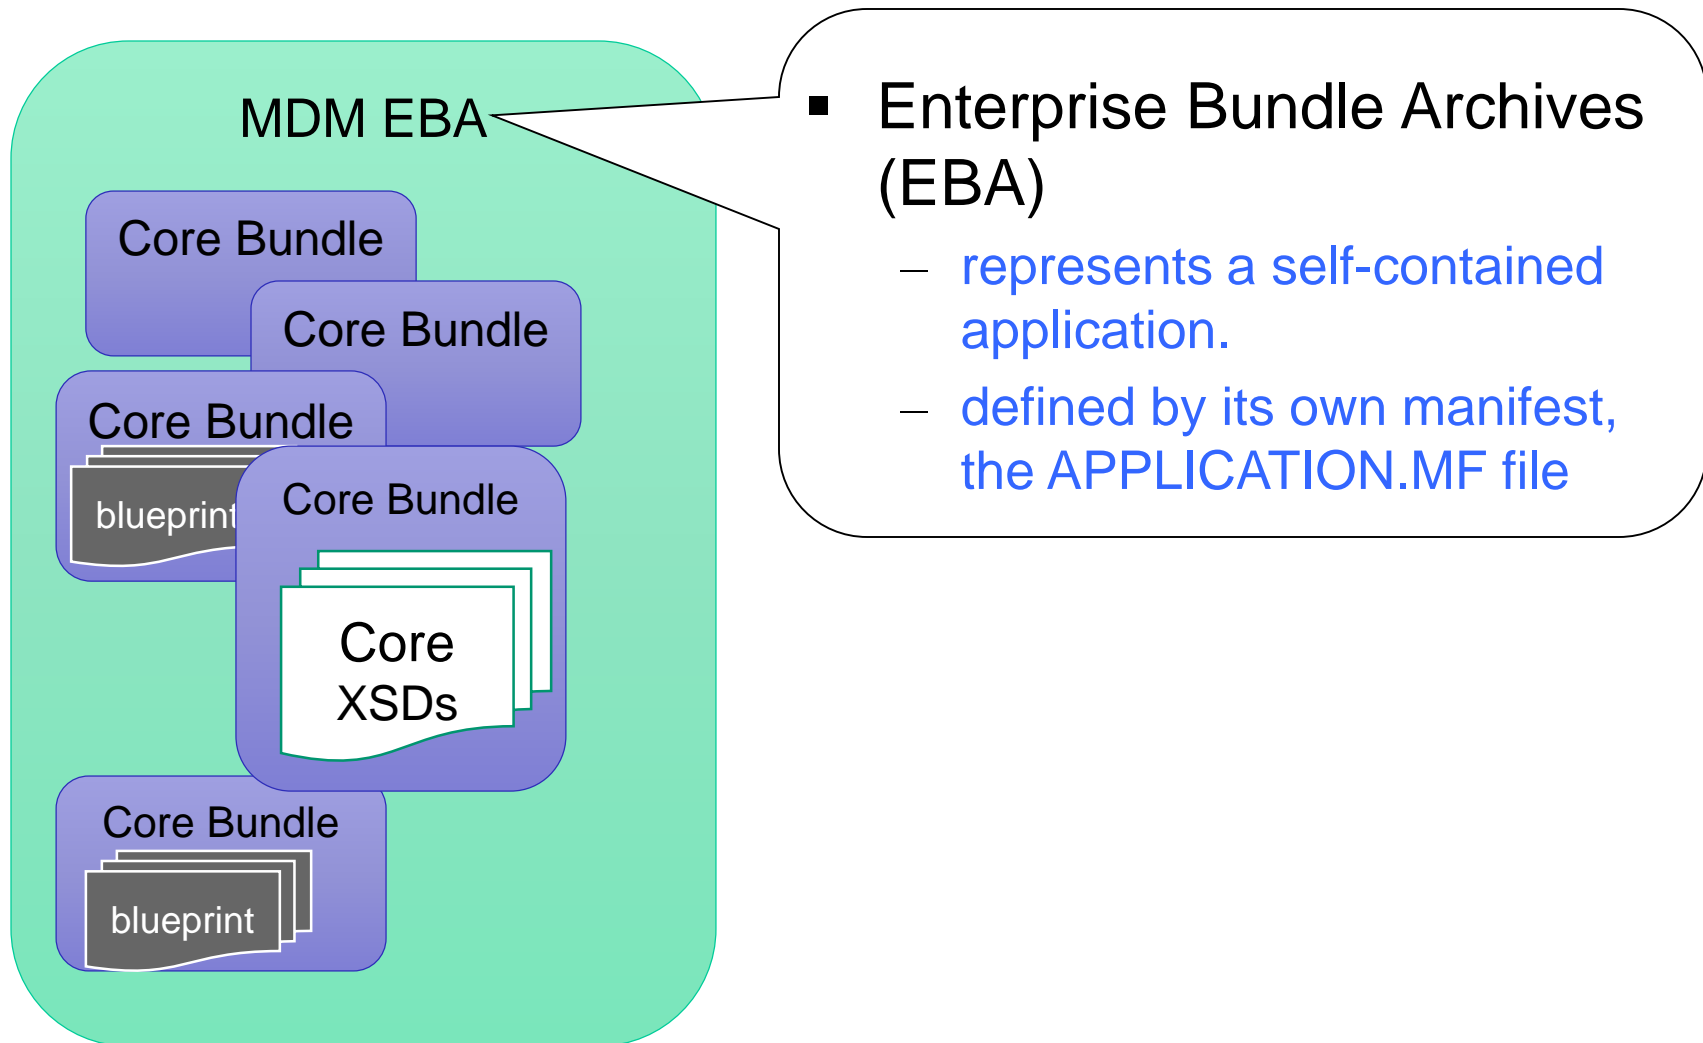 MDM EBA
Core Bundle
Core Bundle
Core Bundle
blueprint
Core Bundle
Core
XSDs
Core Bundle
blueprint
Enterprise Bundle Archives
(EBA)
represents a self-contained
application.
defined by its own manifest,
the APPLICATION.MF file